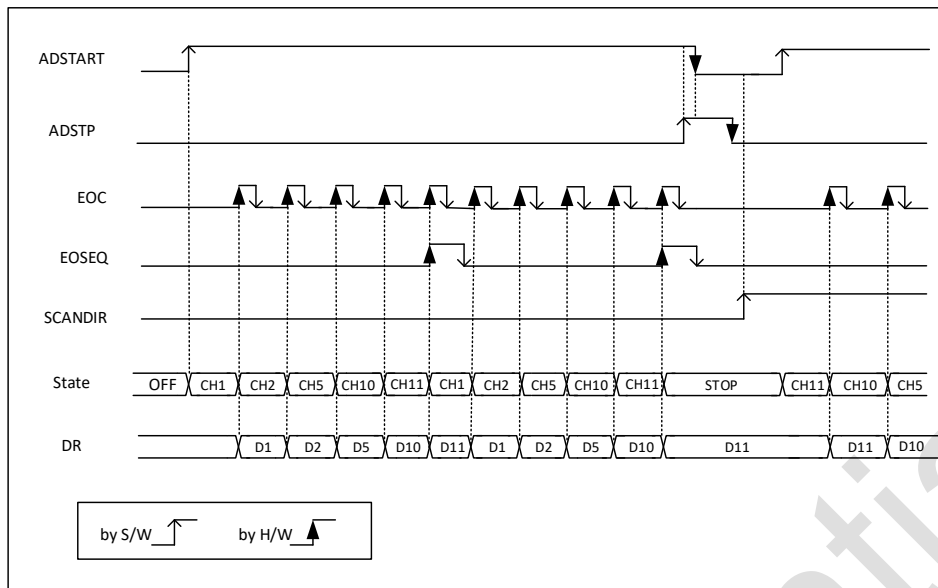 ADSTART
ADSTP
EOC
EOSEQ
SCANDIR
State OFF CH1 CH2 CH5 CH10 CH11 CH1 CH2 CH5 CH10 CH11 STOP CH11 CH10 CH5
DR D1 D2 D5 D10 D11 D1 D2 D5 D10 D11 D11 D10
by S/W by H/W